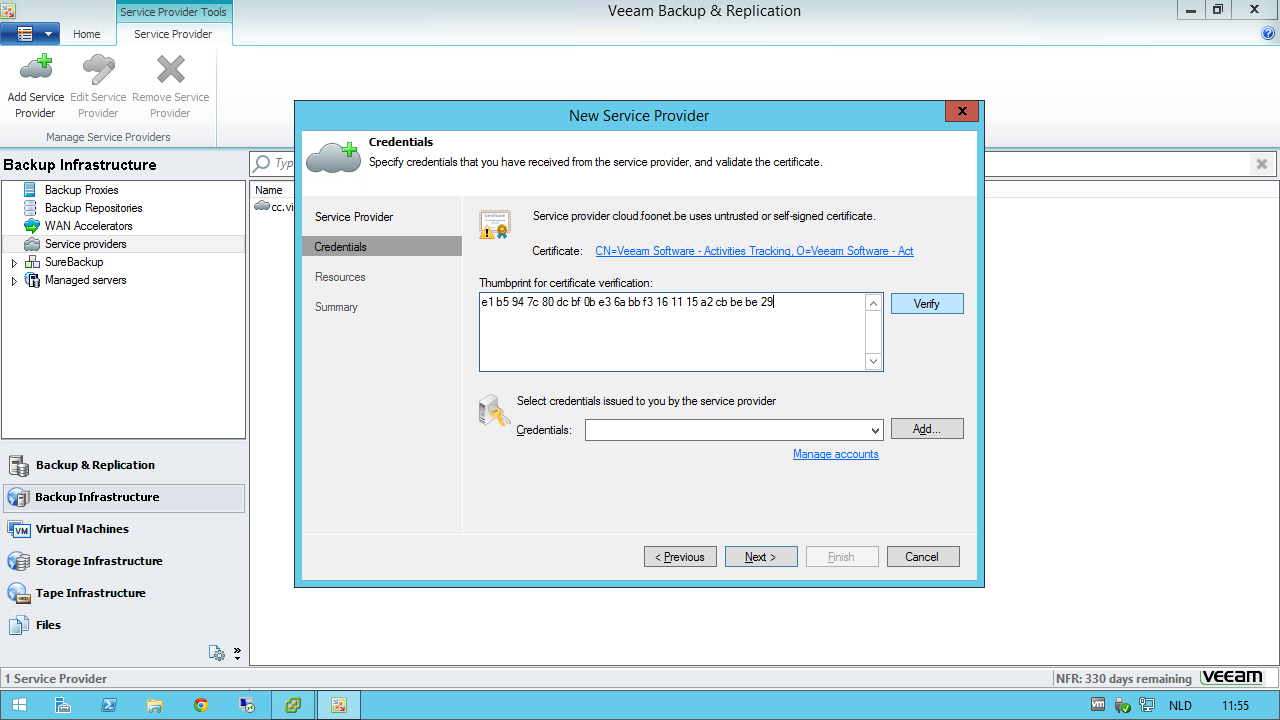 Service Provider Tools
Veeam Backup & Replication
Home
Service Provider
Add Service Provider
Edit Service Provider
Remove Service Provider
Manage Service Providers
Backup Infrastructure
Backup Proxies
Backup Repositories
WAN Accelerators
Service providers
SureBackup
Managed servers
Backup & Replication
Backup Infrastructure
Virtual Machines
Storage Infrastructure
Tape Infrastructure
Files
Typ
Name
cc.vi
New Service Provider
X
Credentials
Specify credentials that you have received from the service provider, and validate the certificate.
Service Provider
Credentials
Resources
Summary
Service provider cloud.foonet.be uses untrusted or self-signed certificate.
Certificate: CN=Veeam Software - Activities Tracking, O=Veeam Software - Act
Thumbprint for certificate verification:
e1 b5 94 7c 80 dc bf 0b e3 6a bb f3 16 11 15 a2 cb be be 29
Verify
Select credentials issued to you by the service provider
Credentials:
Add...
Manage accounts
< Previous
Next >
Finish
Cancel
1 Service Provider
NFR: 330 days remaining
veeam
NLD
11:55